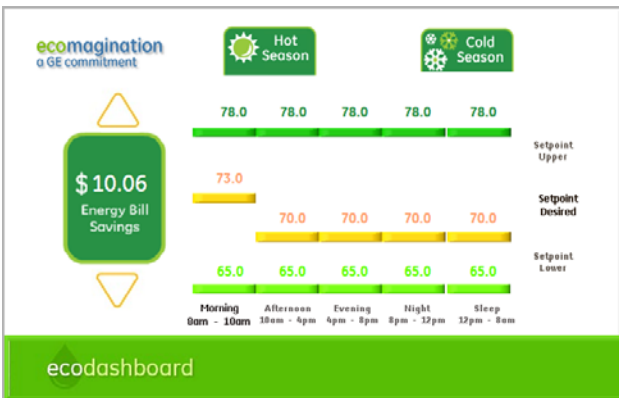 ecomagination
a GE commitment
Hot
Season
Cold
Season
78.0 78.0 78.0 78.0 78.0
Setpoint
Upper
$10.06
Energy Bill
Savings
73.0
Setpoint
Desired
70.0 70.0 70.0 70.0
Setpoint
Lower
65.0 65.0 65.0 65.0 65.0
Morning Afternoon Evening Night Sleep
8am - 10am 10am - 4pm 4pm - 8pm 8pm - 12pm 12pm - 8am
ecodashboard